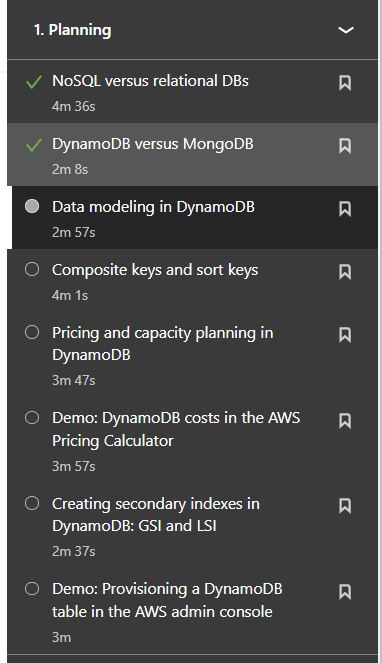 1. Planning
NoSQL versus relational DBs
4m 36s
DynamoDB versus MongoDB
2m 8s
Data modeling in DynamoDB
2m 57s
Composite keys and sort keys
4m 1s
Pricing and capacity planning in
DynamoDB
3m 47s
Demo: DynamoDB costs in the AWS
Pricing Calculator
3m 57s
Creating secondary indexes in
DynamoDB: GSI and LSI
2m 37s
Demo: Provisioning a DynamoDB
table in the AWS admin console
3m